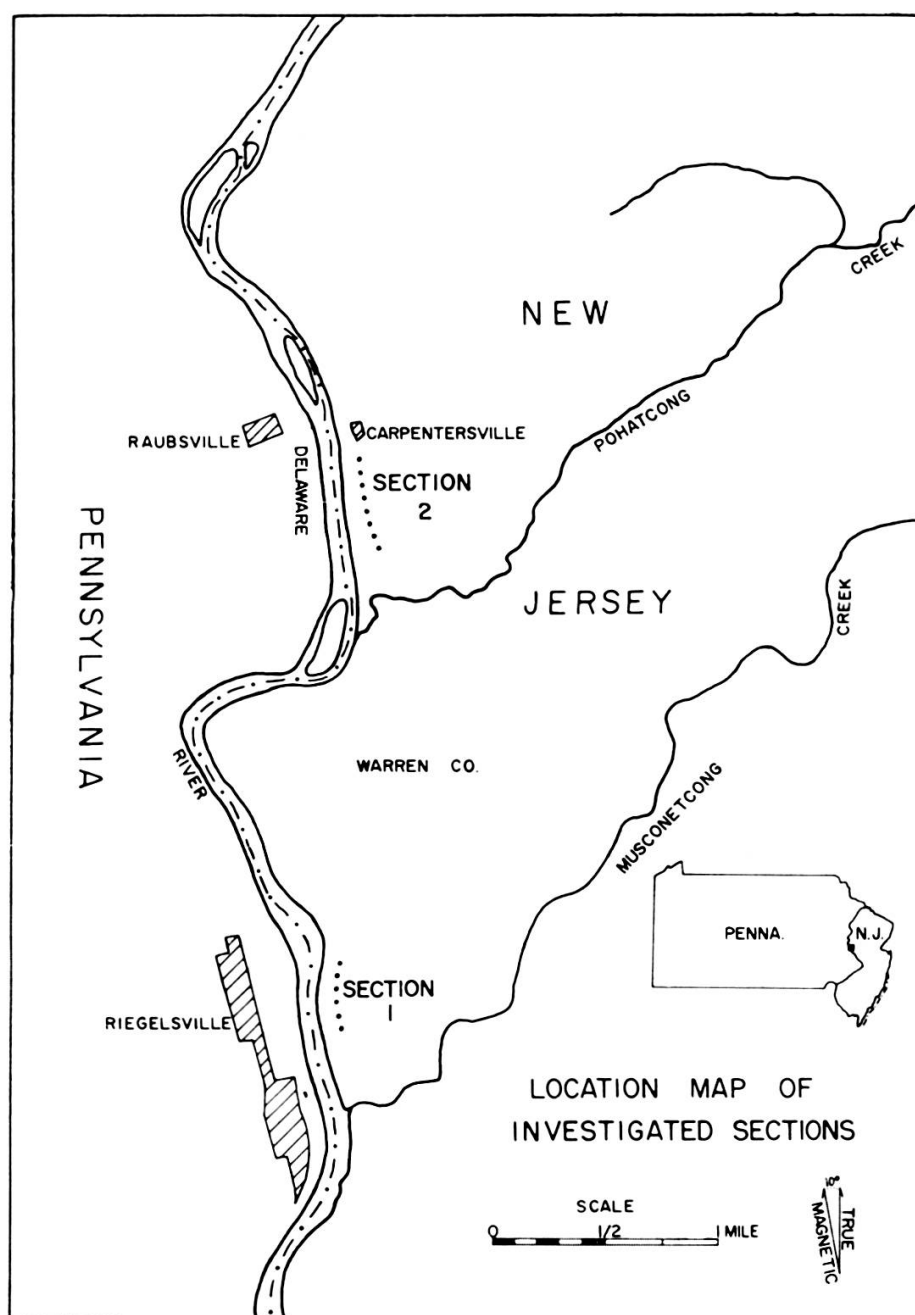 NEW
CREEK
POHATCONG
RAUBSVILLE
CARPENTERSVILLE
DELAWARE
SECTION
2
PENNSYLVANIA
JERSEY
CREEK
RIVER
WARREN CO.
MUSCONETCONG
PENNA.
N.J.
SECTION
1
RIEGELSVILLE
LOCATION MAP OF
INVESTIGATED SECTIONS
SCALE
0 1/2 1 MILE
10°
TRUE
MAGNETIC